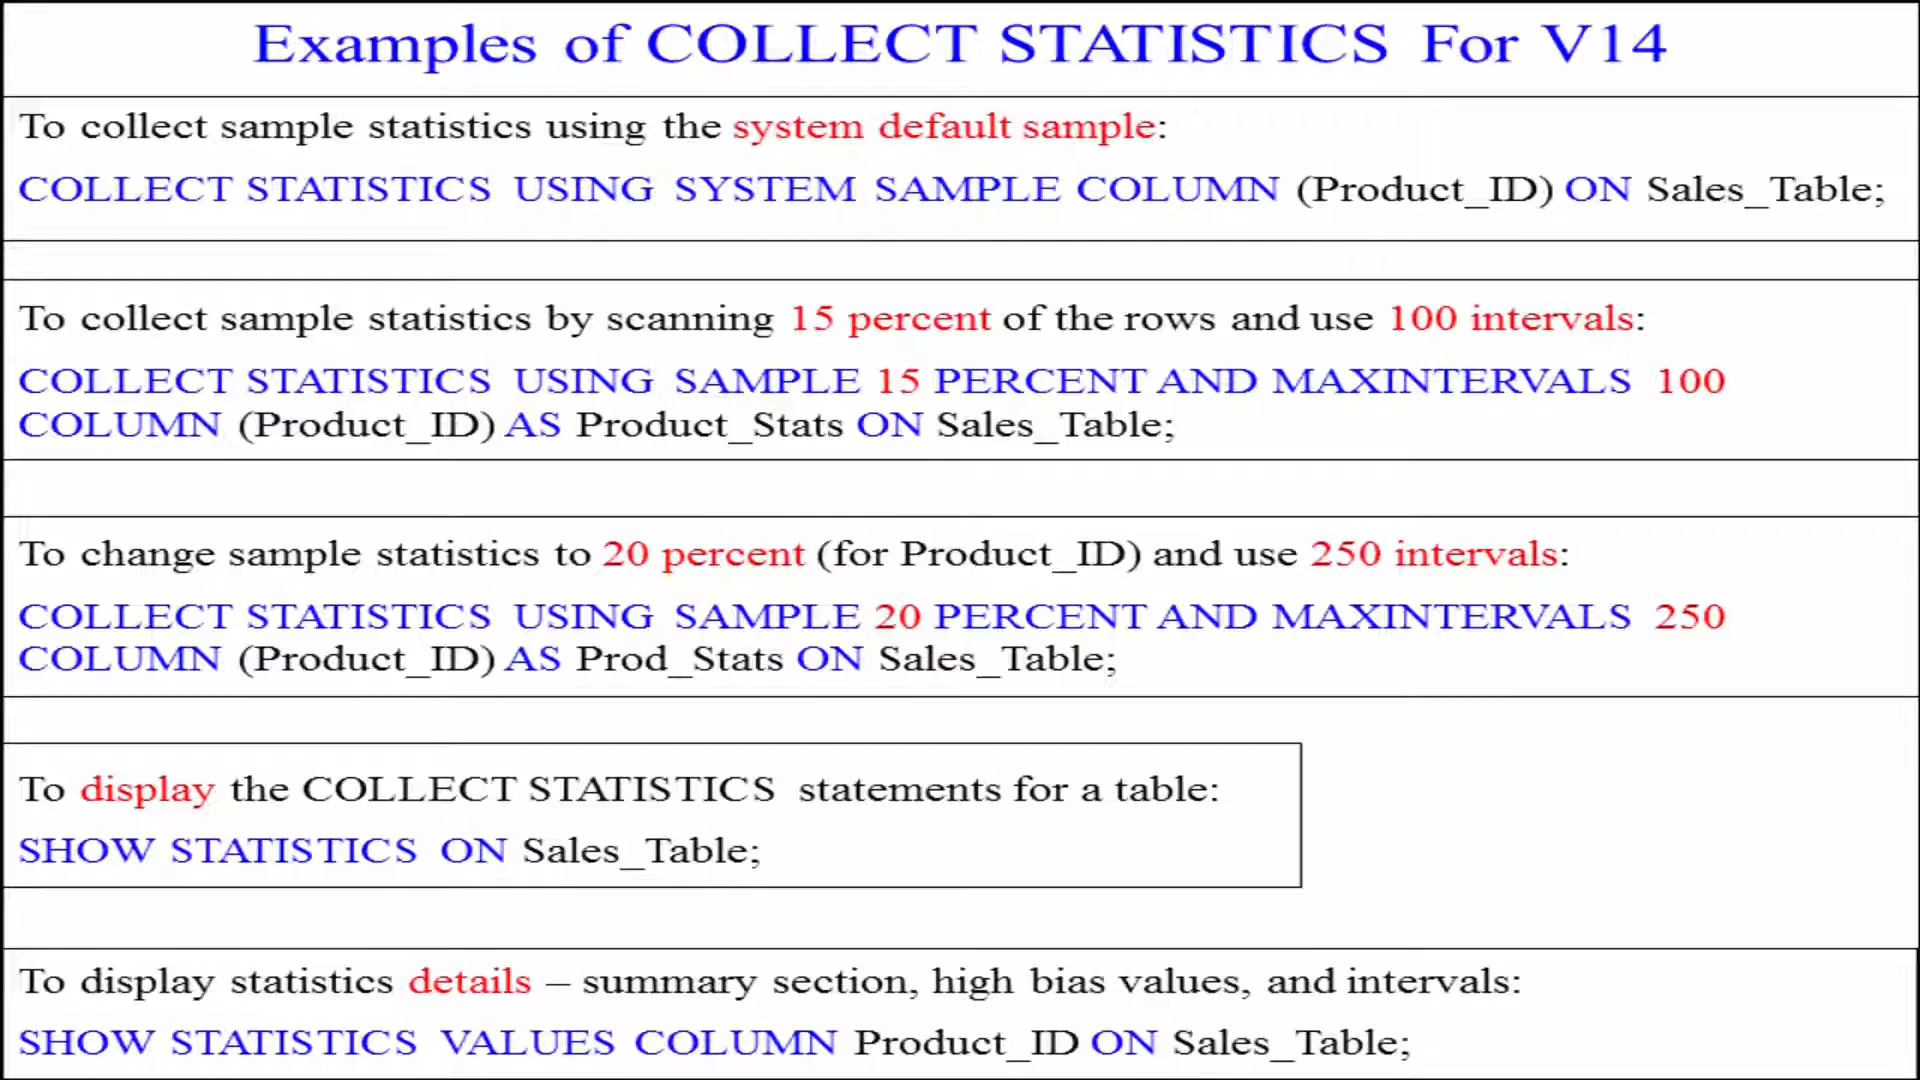 Examples of COLLECT STATISTICS For V14
To collect sample statistics using the system default sample:
COLLECT STATISTICS USING SYSTEM SAMPLE COLUMN (Product_ID) ON Sales_Table;
To collect sample statistics by scanning 15 percent of the rows and use 100 intervals:
COLLECT STATISTICS USING SAMPLE 15 PERCENT AND MAXINTERVALS 100
COLUMN (Product_ID) AS Product_Stats ON Sales_Table;
To change sample statistics to 20 percent (for Product_ID) and use 250 intervals:
COLLECT STATISTICS USING SAMPLE 20 PERCENT AND MAXINTERVALS 250
COLUMN (Product_ID) AS Prod_Stats ON Sales_Table;
To display the COLLECT STATISTICS statements for a table:
SHOW STATISTICS ON Sales_Table;
To display statistics details – summary section, high bias values, and intervals:
SHOW STATISTICS VALUES COLUMN Product_ID ON Sales_Table;